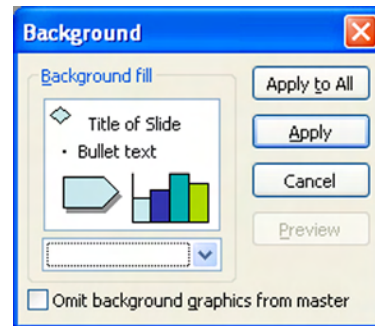 Background
Background fill
Title of Slide
• Bullet text
Apply to All
Apply
Cancel
Preview
Omit background graphics from master